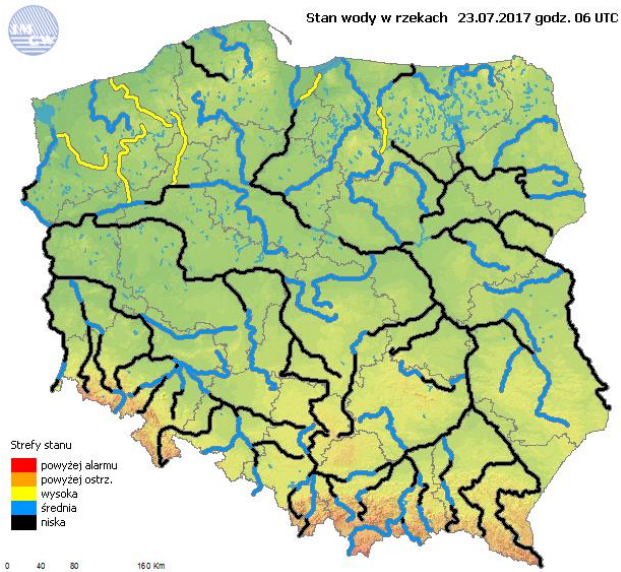 Stan wody w rzekach 23.07.2017 godz. 06 UTC
Strefy stanu
powyżej alarmu
powyżej ostrz.
wysoka
średnia
niska
0 40 80 160 Km